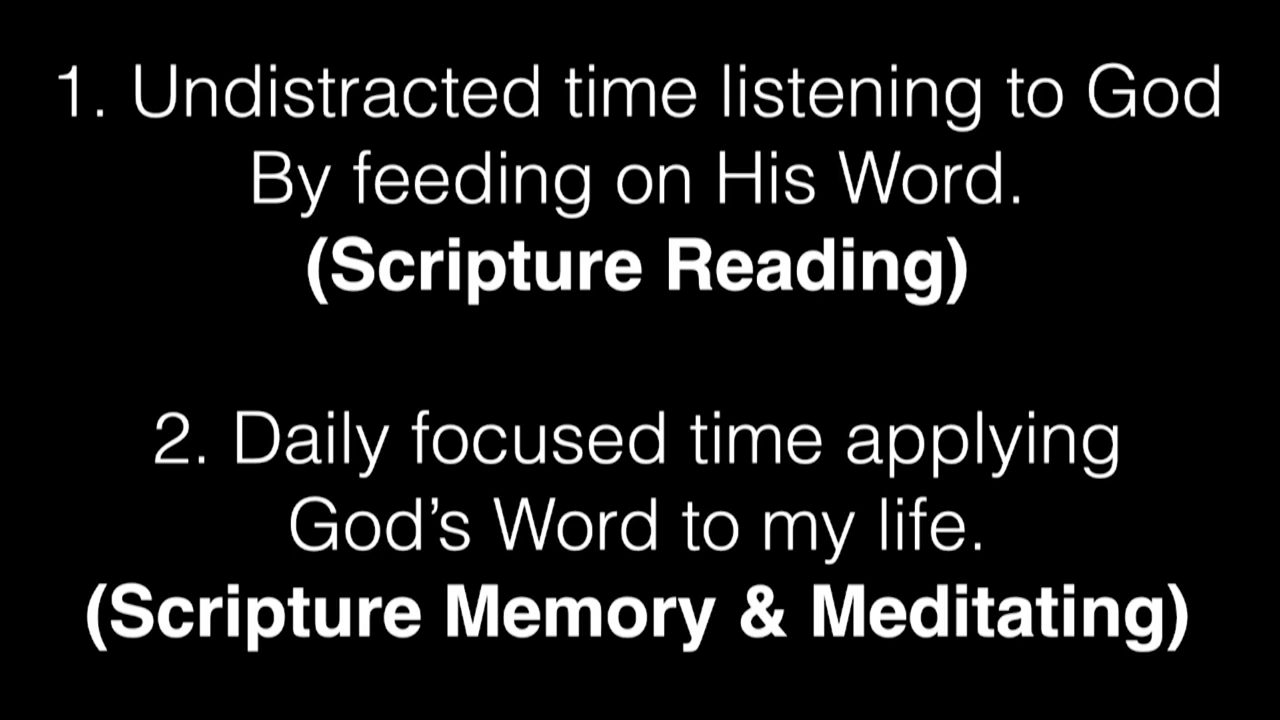 1. Undistracted time listening to God
By feeding on His Word.
(Scripture Reading)
2. Daily focused time applying
God’s Word to my life.
(Scripture Memory & Meditating)